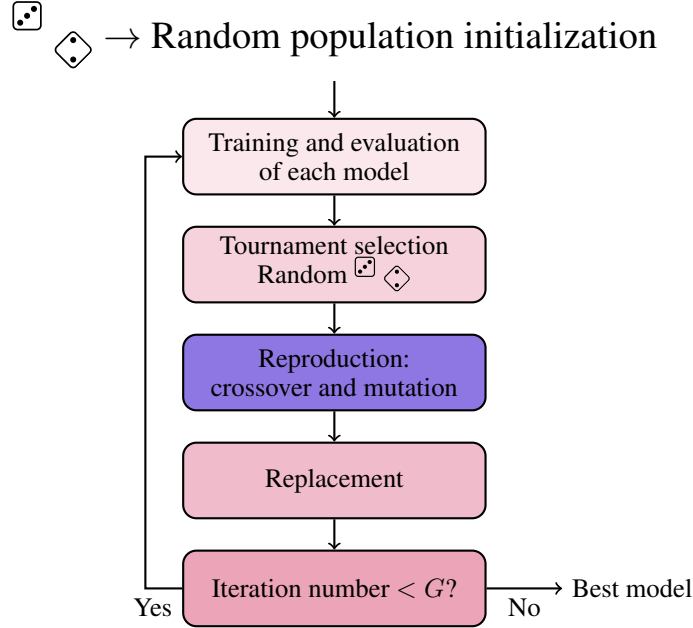 → Random population initialization
Training and evaluation
of each model
Tournament selection
Random
Reproduction:
crossover and mutation
Replacement
Iteration number < G?
Yes
No
Best model